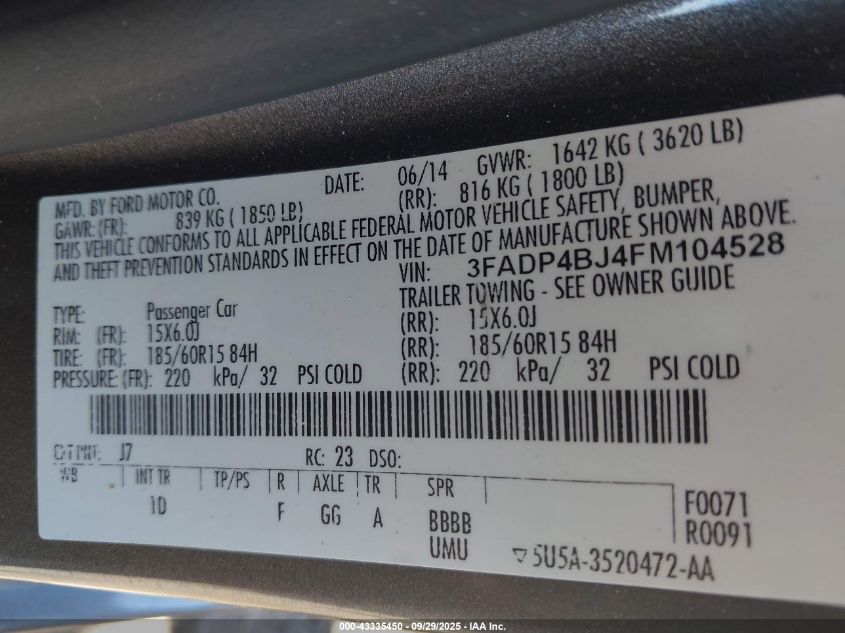 MFD. BY FORD MOTOR CO. DATE: 06/14 GVWR: 1642 KG ( 3620 LB)
GAWR: (FR): 839 KG ( 1850 LB) (RR): 816 KG ( 1800 LB)
THIS VEHICLE CONFORMS TO ALL APPLICABLE FEDERAL MOTOR VEHICLE SAFETY, BUMPER,
AND THEFT PREVENTION STANDARDS IN EFFECT ON THE DATE OF MANUFACTURE SHOWN ABOVE.
VIN: 3FADP4BJ4FM104528
TYPE: Passenger Car TRAILER TOWING - SEE OWNER GUIDE
RIM: (FR): 15X6.0J (RR): 15X6.0J
TIRE: (FR): 185/60R15 84H (RR): 185/60R15 84H
PRESSURE: (FR): 220 kPa/ 32 PSI COLD (RR): 220 kPa/ 32 PSI COLD
EXT PNT: J7 RC: 23 DSO:
WB INT TR TP/PS R AXLE TR SPR
1D F GG A BBBB
UMU
F0071
R0091
5U5A-3520472-AA
000-43335450 - 09/29/2025 - IAA Inc.